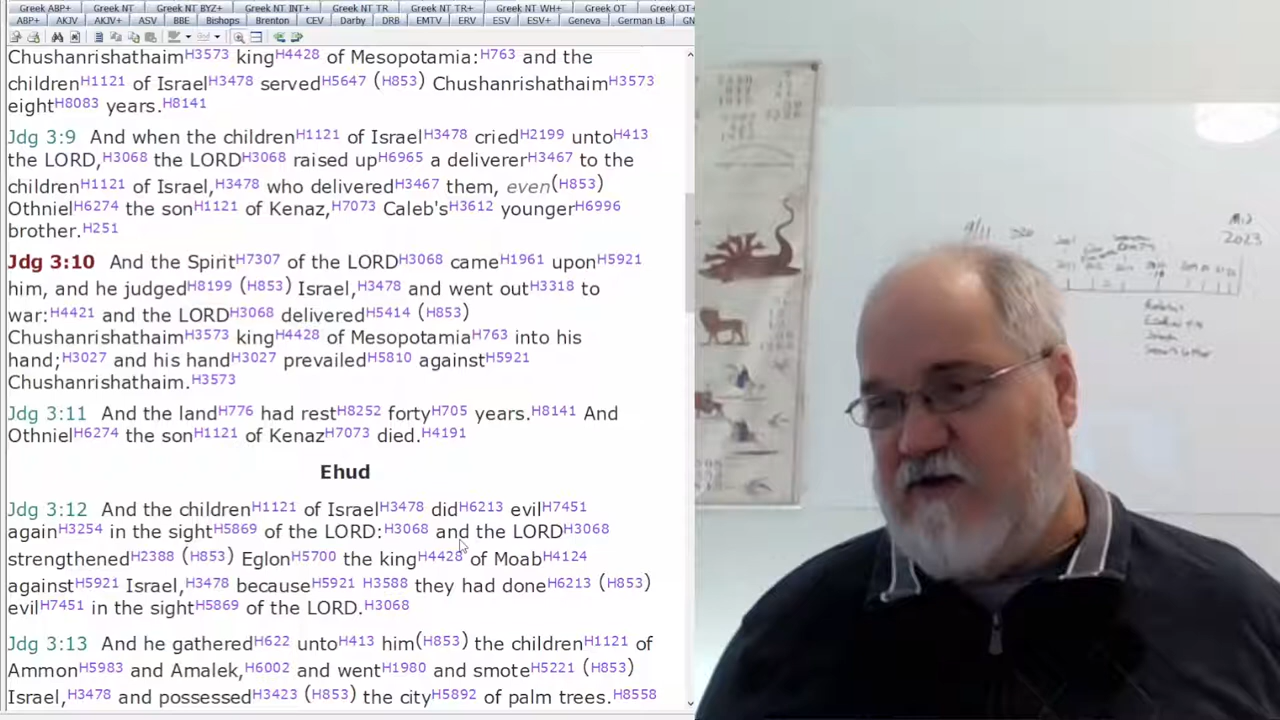 Greek ABP+ Greek NT Greek NT BYZ+ Greek NT INT+ Greek NT TR Greek NT TR+ Greek NT WH+ Greek OT Greek OT+
ABP+ AKJV AKJV+ ASV BBE Bishops Brenton CEV Darby DRB EMTV ERV ESV ESV+ Geneva German LB GN
ChushanrishathaimH3573 kingH4428 of Mesopotamia:H763 and the
childrenH1121 of IsraelH3478 servedH5647 (H853) ChushanrishathaimH3573
eightH8083 years.H8141
Jdg 3:9 And when the childrenH1121 of IsraelH3478 criedH2199 untoH413
the LORD,H3068 the LORDH3068 raised upH6965 a delivererH3467 to the
childrenH1121 of Israel,H3478 who deliveredH3467 them, even(H853)
OthnielH6274 the sonH1121 of Kenaz,H7073 Caleb'sH3612 youngerH6996
brother.H251
Jdg 3:10 And the SpiritH7307 of the LORDH3068 cameH1961 uponH5921
him, and he judgedH8199 (H853) Israel,H3478 and went outH3318 to
war:H4421 and the LORDH3068 deliveredH5414 (H853)
ChushanrishathaimH3573 kingH4428 of MesopotamiaH763 into his
hand;H3027 and his handH3027 prevailedH5810 againstH5921
Chushanrishathaim.H3573
Jdg 3:11 And the landH776 had restH8252 fortyH705 years.H8141 And
OthnielH6274 the sonH1121 of KenazH7073 died.H4191
Ehud
Jdg 3:12 And the childrenH1121 of IsraelH3478 didH6213 evilH7451
againH3254 in the sightH5869 of the LORD:H3068 and the LORDH3068
strengthenedH2388 (H853) EglonH5700 the kingH4428 of MoabH4124
againstH5921 Israel,H3478 becauseH5921 H3588 they had doneH6213 (H853)
evilH7451 in the sightH5869 of the LORD.H3068
Jdg 3:13 And he gatheredH622 untoH413 him(H853) the childrenH1121 of
AmmonH5983 and Amalek,H6002 and wentH1980 and smoteH5221 (H853)
Israel,H3478 and possessedH3423 (H853) the cityH5892 of palm trees.H8558
9/11
2023